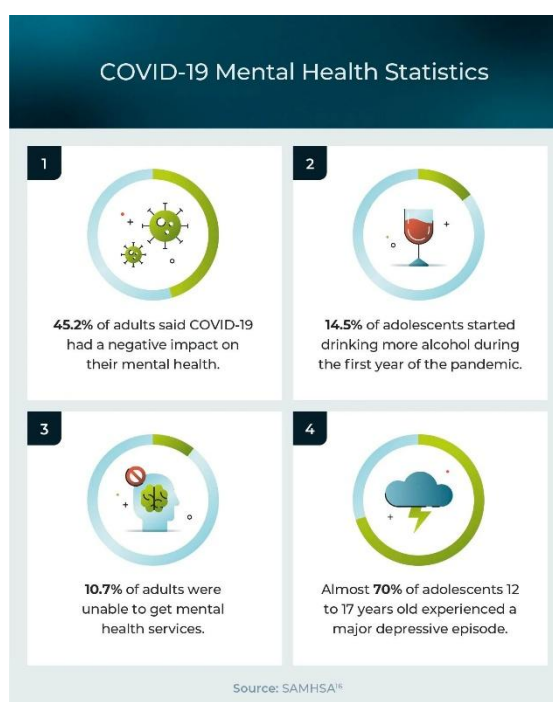 COVID-19 Mental Health Statistics
1
45.2% of adults said COVID-19
had a negative impact on
their mental health.
2
14.5% of adolescents started
drinking more alcohol during
the first year of the pandemic.
3
10.7% of adults were
unable to get mental
health services.
4
Almost 70% of adolescents 12
to 17 years old experienced a
major depressive episode.
Source: SAMHSA¹⁶